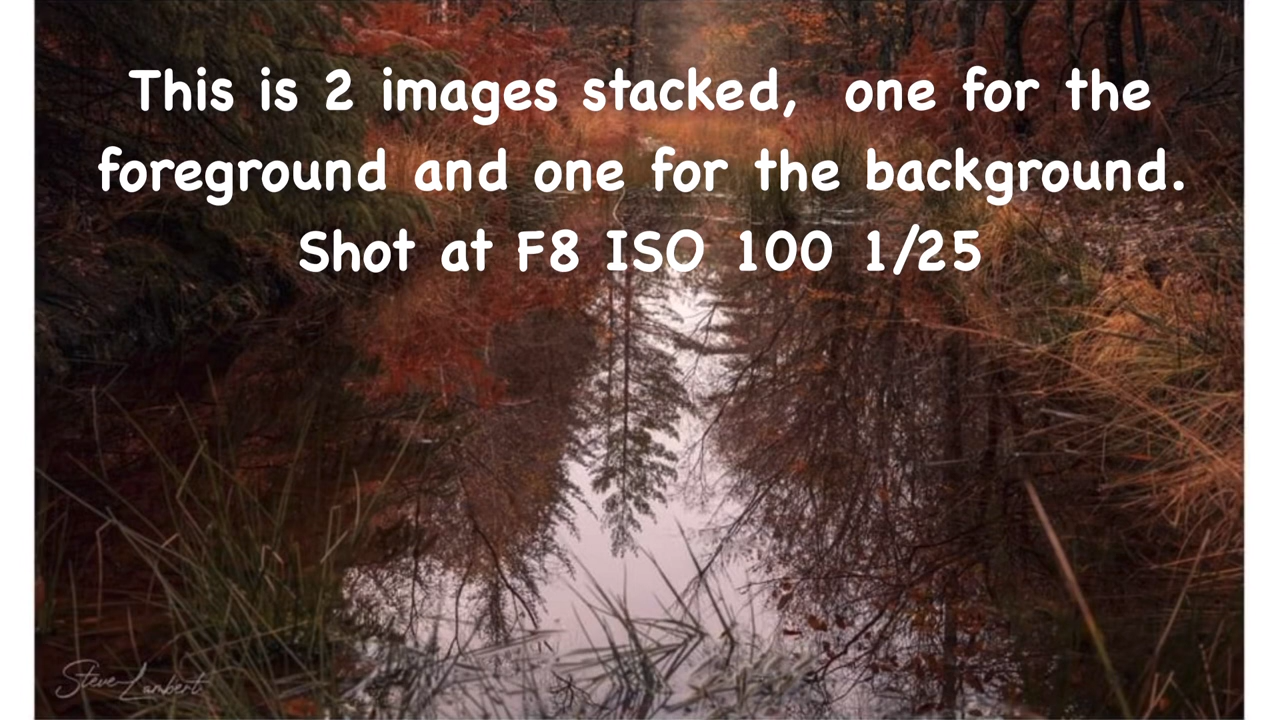 This is 2 images stacked,  one for the
foreground and one for the background.
Shot at F8 ISO 100 1/25
Steve Lambert